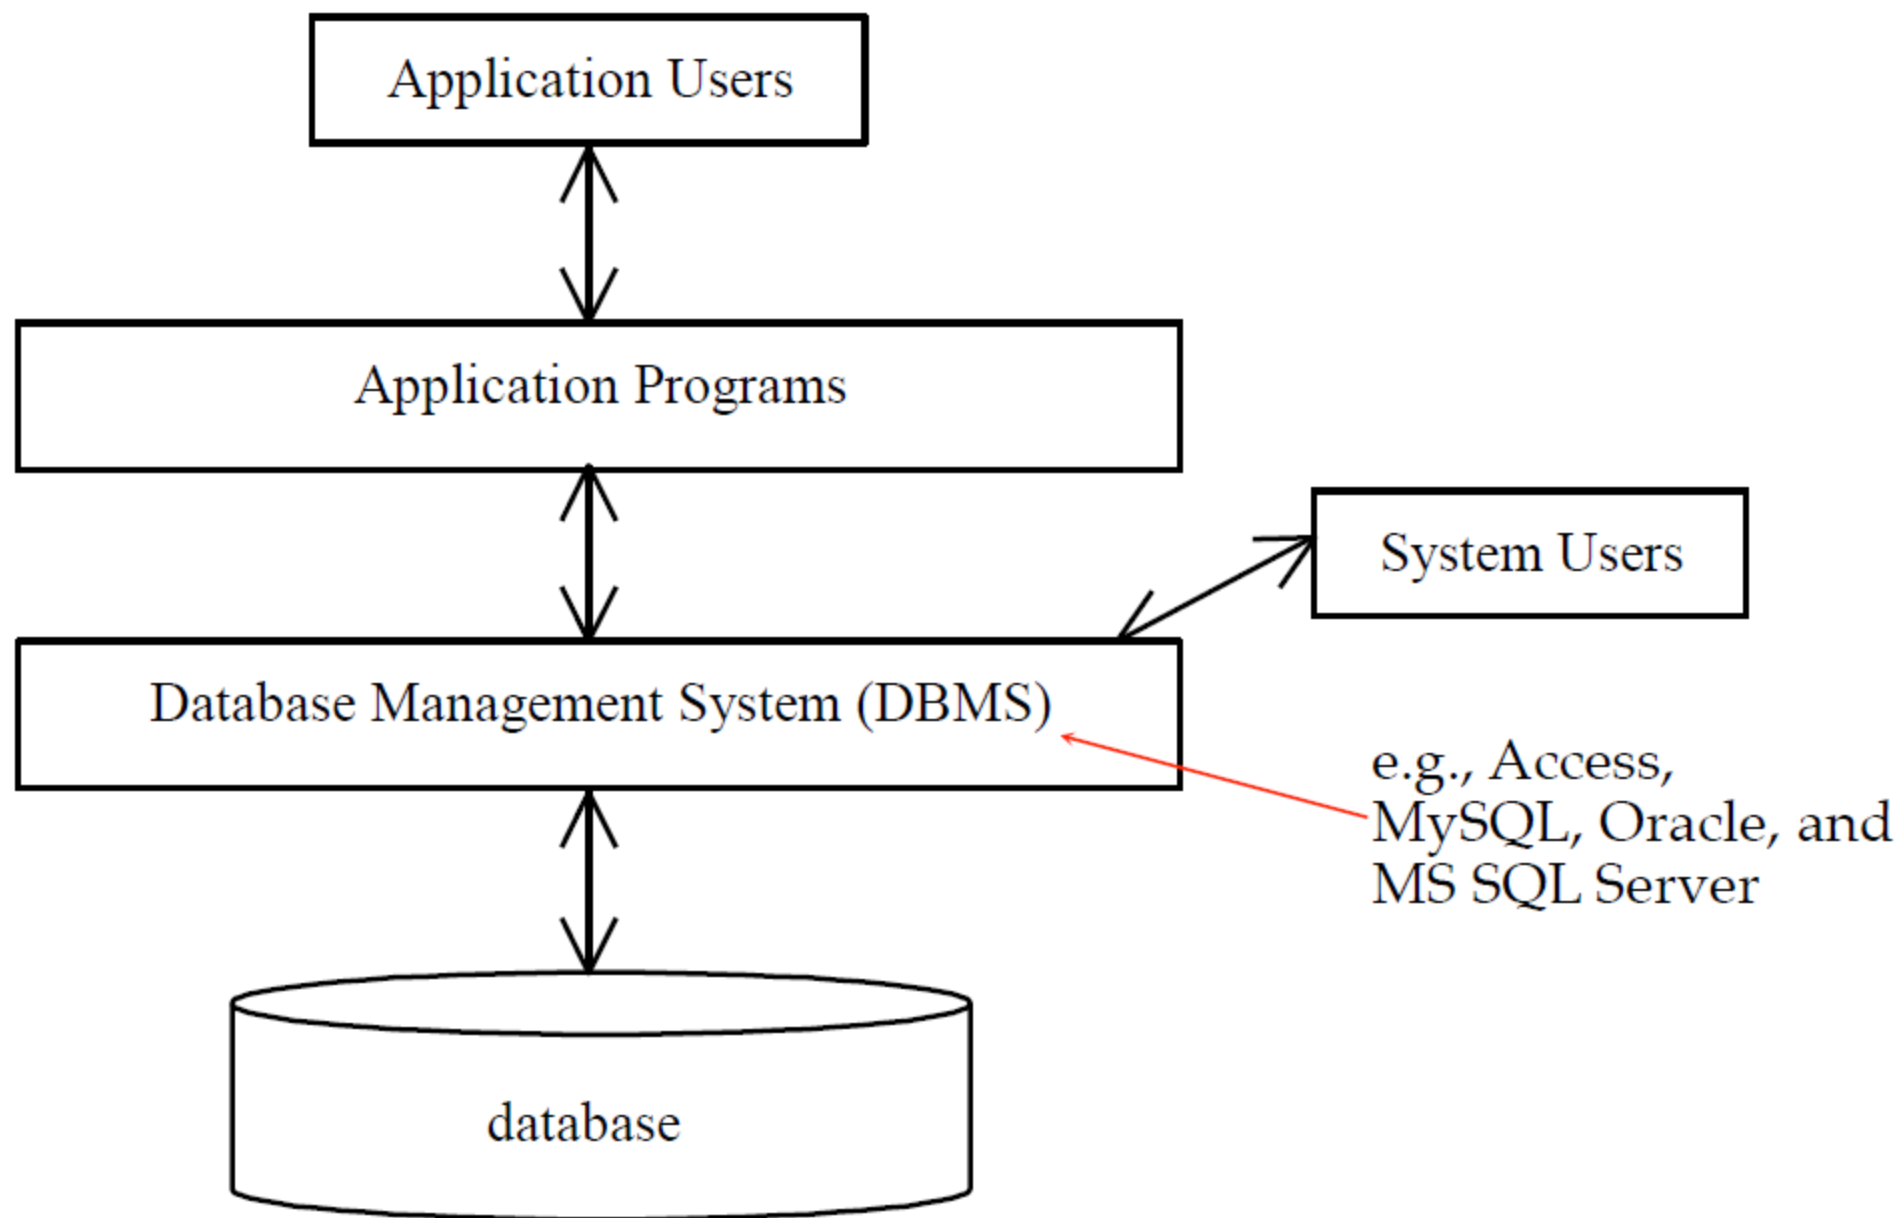 Application Users
Application Programs
System Users
Database Management System (DBMS)
e.g., Access,
MySQL, Oracle, and
MS SQL Server
database